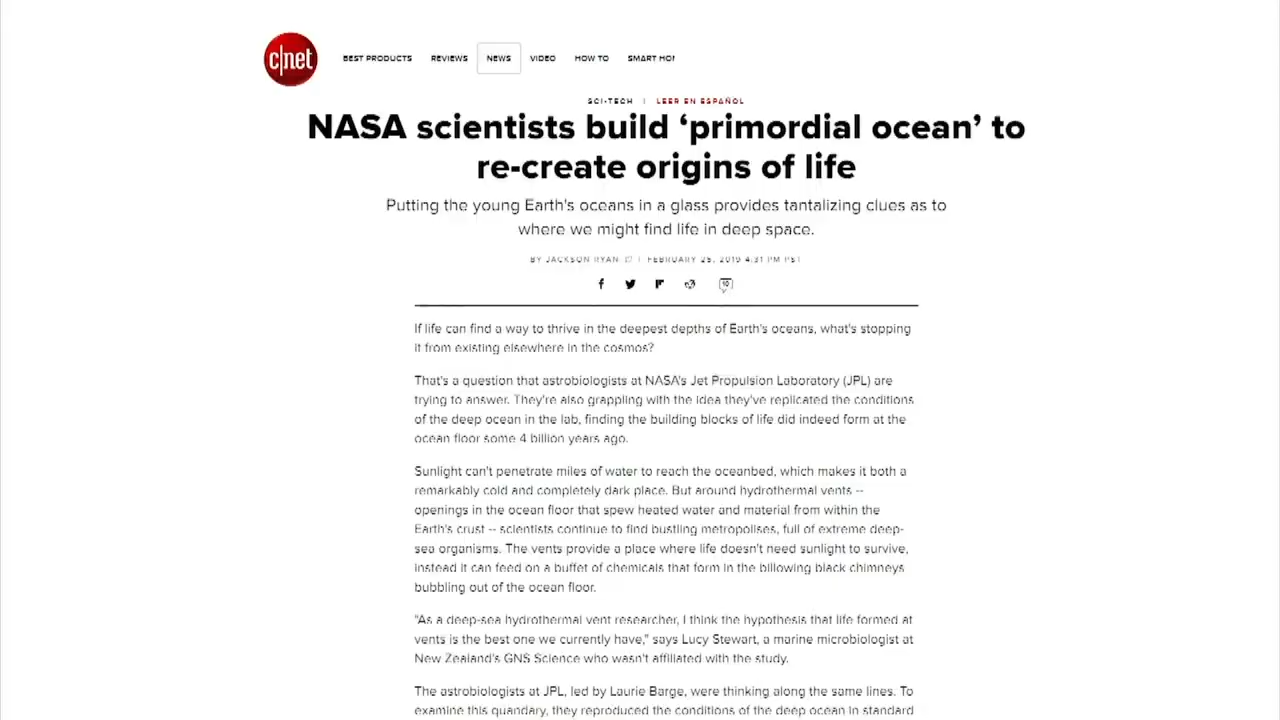 c|net
BEST PRODUCTS REVIEWS NEWS VIDEO HOW TO SMART HO
SCI-TECH | LEER EN ESPAÑOL
NASA scientists build ‘primordial ocean’ to
re-create origins of life
Putting the young Earth's oceans in a glass provides tantalizing clues as to
where we might find life in deep space.
BY JACKSON RYAN | FEBRUARY 25, 2019 4:31 PM PST
10
If life can find a way to thrive in the deepest depths of Earth's oceans, what's stopping
it from existing elsewhere in the cosmos?
That's a question that astrobiologists at NASA's Jet Propulsion Laboratory (JPL) are
trying to answer. They're also grappling with the idea they've replicated the conditions
of the deep ocean in the lab, finding the building blocks of life did indeed form at the
ocean floor some 4 billion years ago.
Sunlight can't penetrate miles of water to reach the oceanbed, which makes it both a
remarkably cold and completely dark place. But around hydrothermal vents --
openings in the ocean floor that spew heated water and material from within the
Earth's crust -- scientists continue to find bustling metropolises, full of extreme deep-
sea organisms. The vents provide a place where life doesn't need sunlight to survive,
instead it can feed on a buffet of chemicals that form in the billowing black chimneys
bubbling out of the ocean floor.
"As a deep-sea hydrothermal vent researcher, I think the hypothesis that life formed at
vents is the best one we currently have," says Lucy Stewart, a marine microbiologist at
New Zealand's GNS Science who wasn't affiliated with the study.
The astrobiologists at JPL, led by Laurie Barge, were thinking along the same lines. To
examine this quandary, they reproduced the conditions of the deep ocean in standard